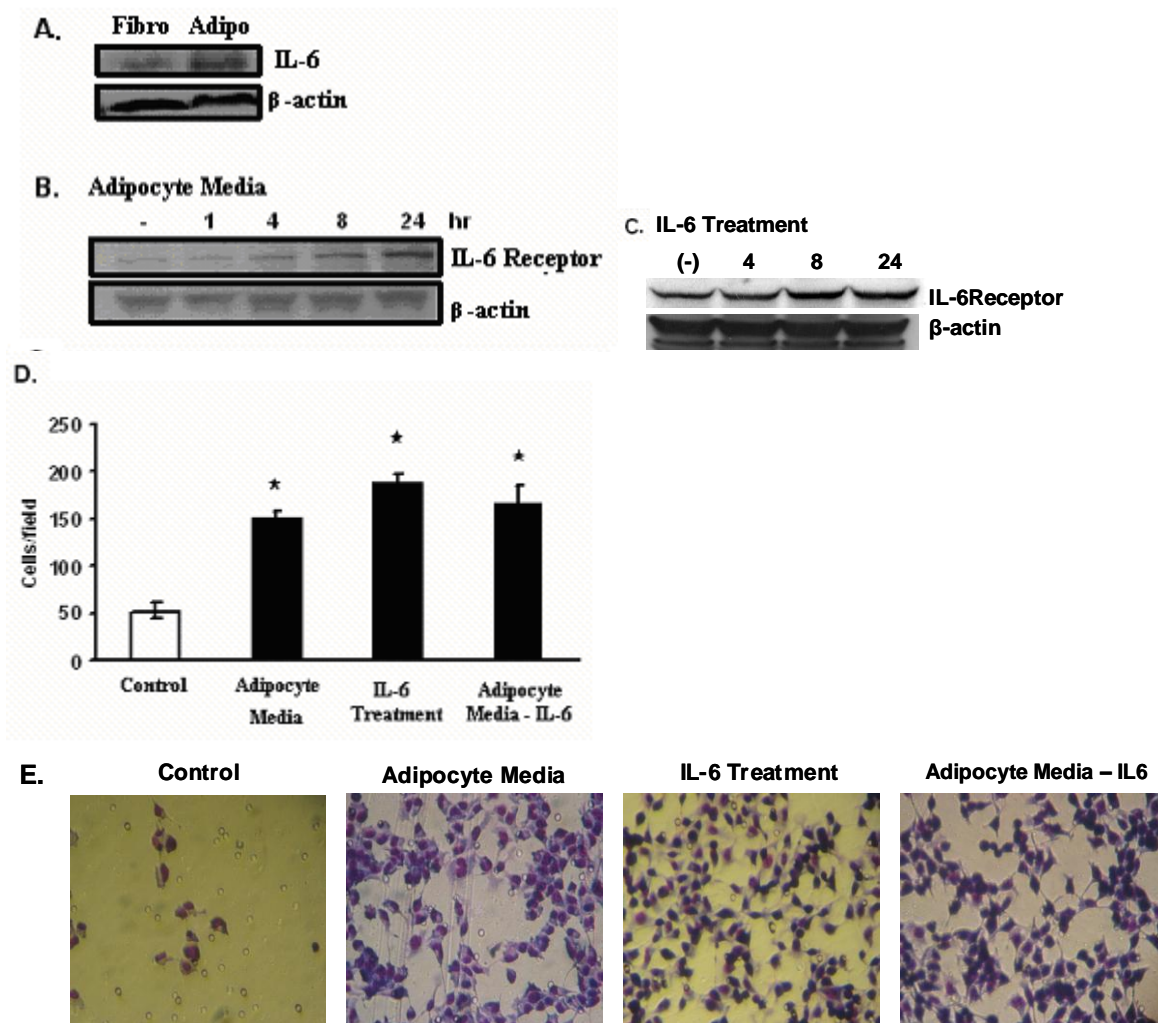 A.
Fibro Adipo
IL-6
β-actin
B. Adipocyte Media
- 1 4 8 24 hr
IL-6 Receptor
β-actin
C. IL-6 Treatment
(-) 4 8 24
IL-6Receptor
β-actin
D.
250
200
150
100
50
0
Cells/field
* * *
Control
Adipocyte
Media
IL-6
Treatment
Adipocyte
Media - IL-6
E.
Control
Adipocyte Media
IL-6 Treatment
Adipocyte Media – IL6